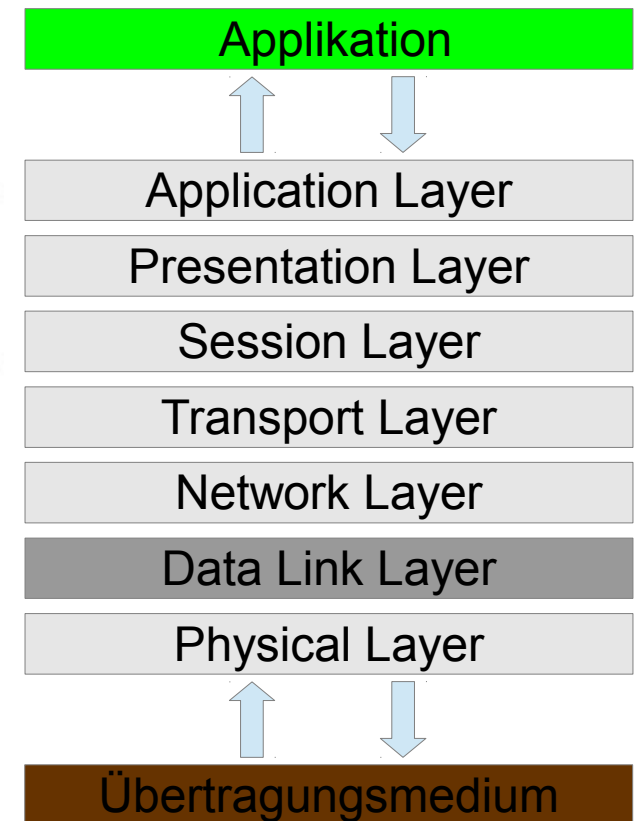 Applikation
Application Layer
Presentation Layer
Session Layer
Transport Layer
Network Layer
Data Link Layer
Physical Layer
Übertragungsmedium